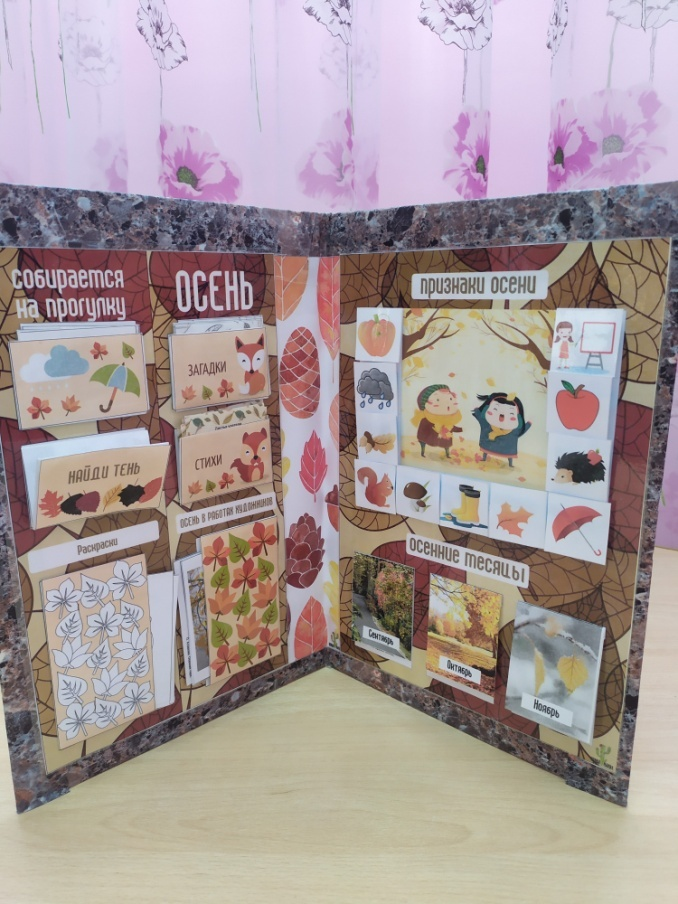 собирается
на прогулку
НАЙДИ ТЕНЬ
Раскраски
ОСЕНЬ
ЗАГАДКИ
СТИХИ
ОСЕНЬ В РАБОТАХ ХУДОЖНИКОВ
ПРИЗНАКИ ОСЕНИ
ОСЕННИЕ МЕСЯЦЫ
Сентябрь
Октябрь
Ноябрь